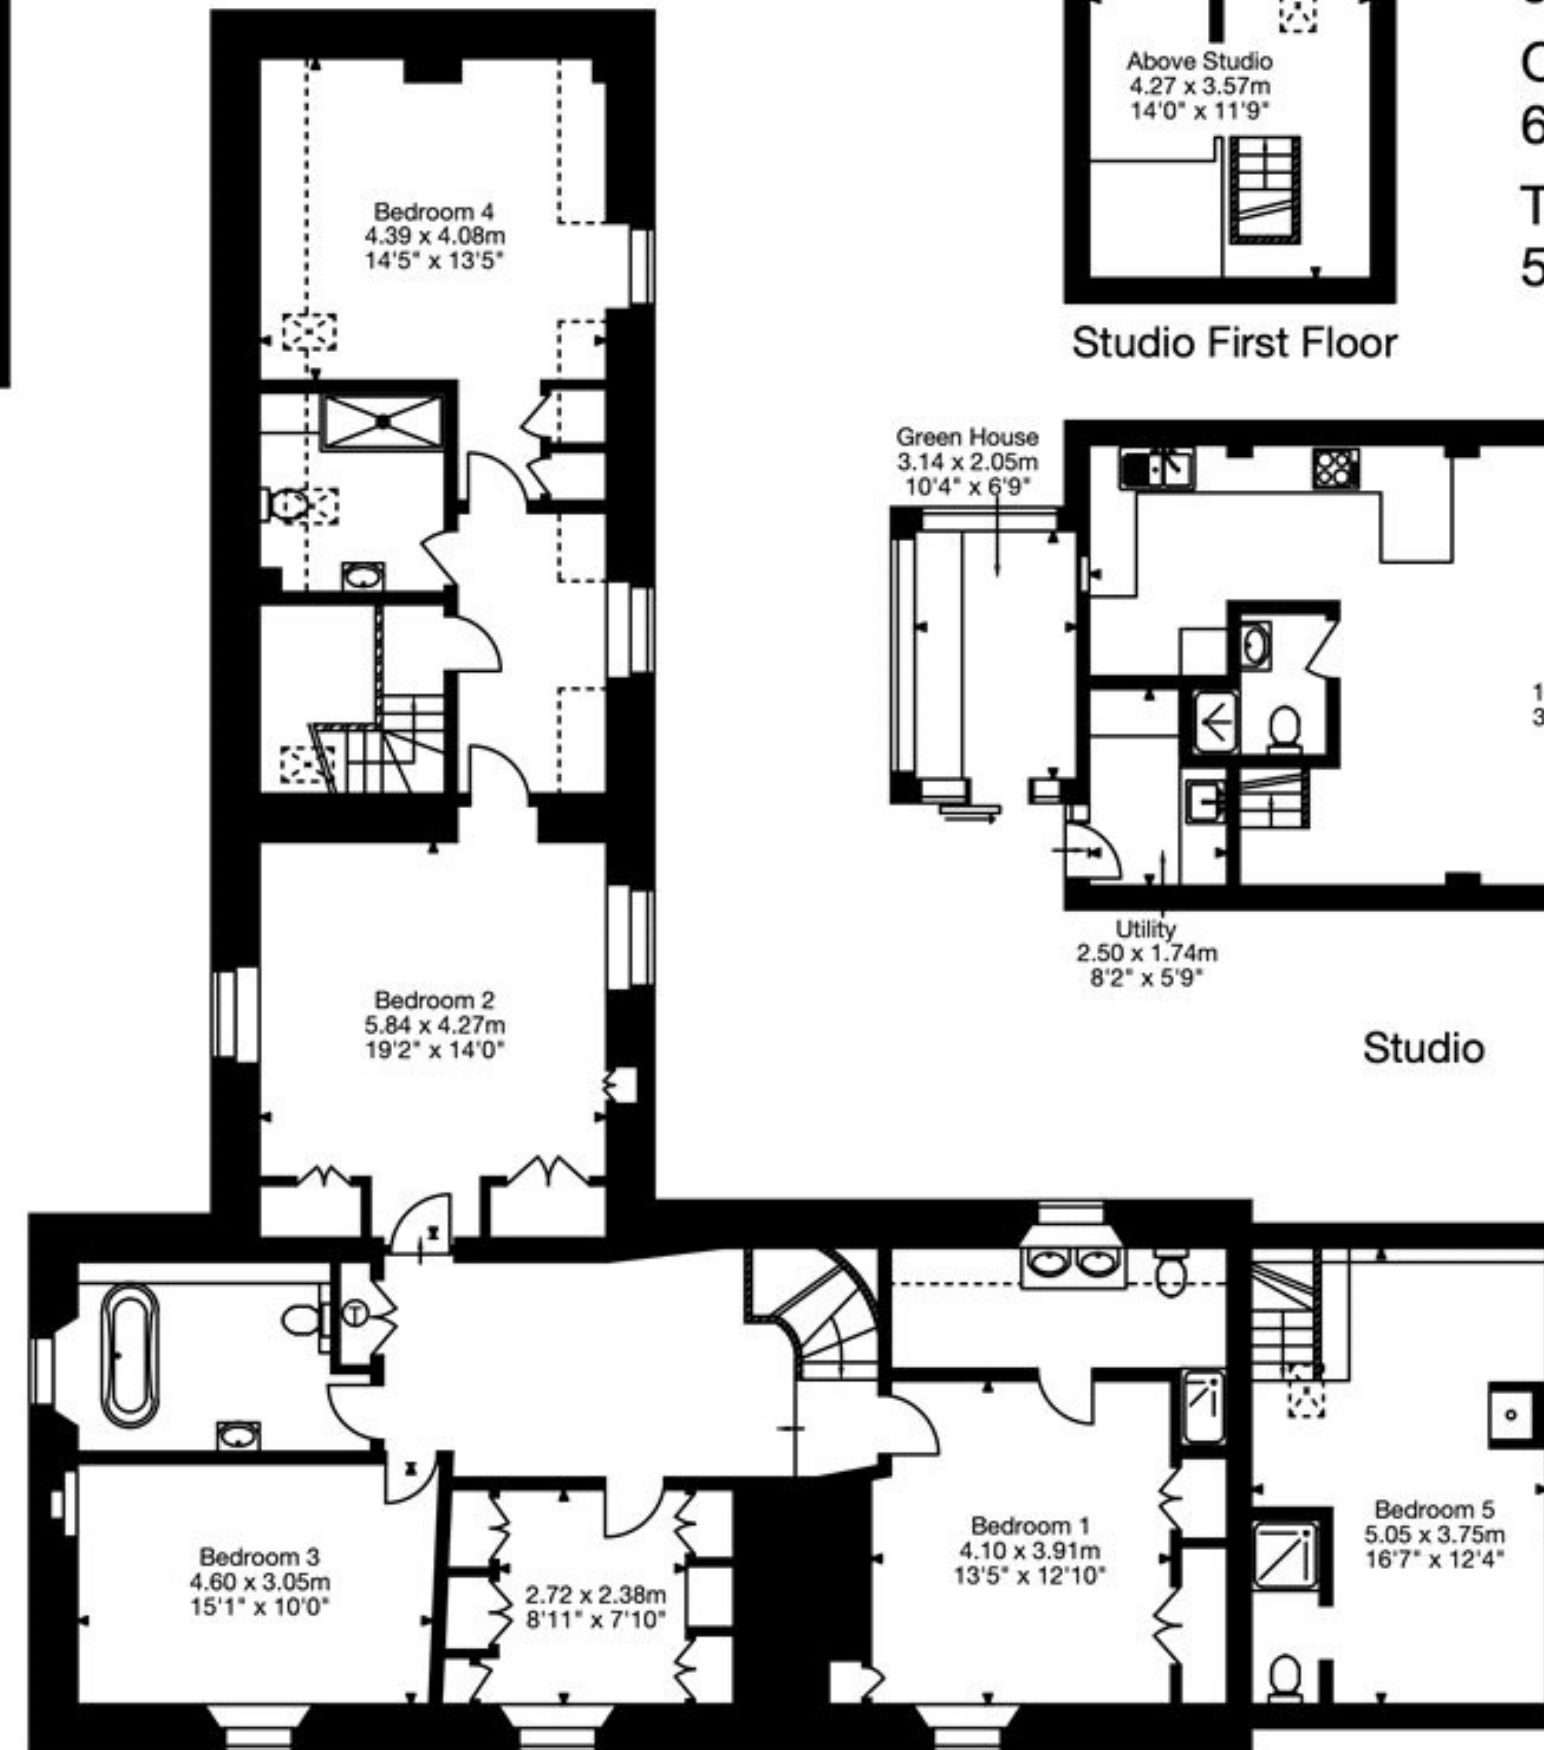 Above Studio
4.27 x 3.57m
14'0" x 11'9"
Studio First Floor
Bedroom 4
4.39 x 4.08m
14'5" x 13'5"
Green House
3.14 x 2.05m
10'4" x 6'9"
Utility
2.50 x 1.74m
8'2" x 5'9"
Studio
Bedroom 2
5.84 x 4.27m
19'2" x 14'0"
T
Bedroom 3
4.60 x 3.05m
15'1" x 10'0"
2.72 x 2.38m
8'11" x 7'10"
Bedroom 1
4.10 x 3.91m
13'5" x 12'10"
Bedroom 5
5.05 x 3.75m
16'7" x 12'4"
6
T
5
1
3